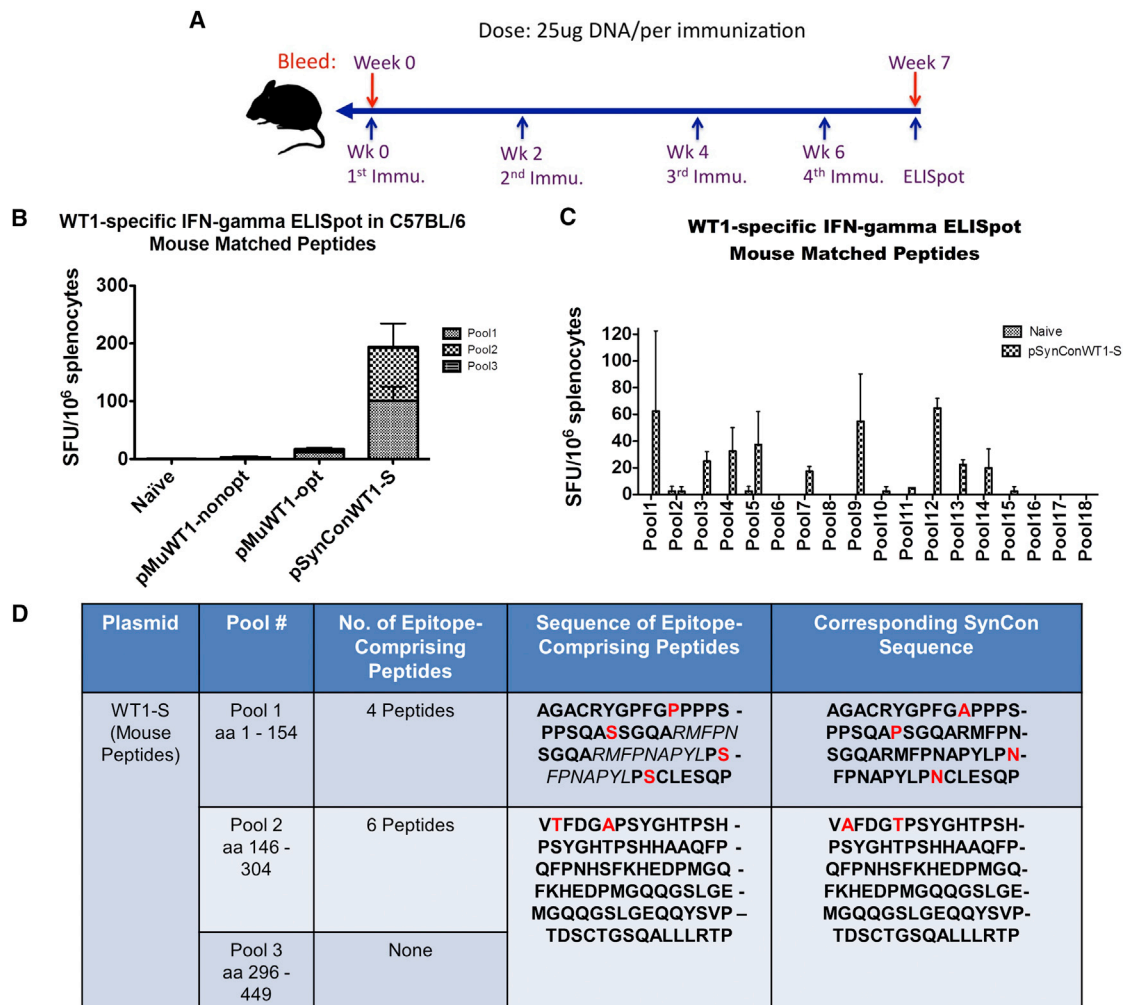 A
Dose: 25ug DNA/per immunization
Bleed:
Week 0
Week 7
Wk 0
1st Immu.
Wk 2
2nd Immu.
Wk 4
3rd Immu.
Wk 6
4th Immu.
ELISpot
B
WT1-specific IFN-gamma ELISpot in C57BL/6
Mouse Matched Peptides
SFU/10⁶ splenocytes
300
200
100
0
Naïve
pMuWT1-nonopt
pMuWT1-opt
pSynConWT1-S
Pool1
Pool2
Pool3
C
WT1-specific IFN-gamma ELISpot
Mouse Matched Peptides
SFU/10⁶ splenocytes
120
100
80
60
40
20
0
Pool1
Pool2
Pool3
Pool4
Pool5
Pool6
Pool7
Pool8
Pool9
Pool10
Pool11
Pool12
Pool13
Pool14
Pool15
Pool16
Pool17
Pool18
Naive
pSynConWT1-S
D
Plasmid
Pool #
No. of Epitope-
Comprising
Peptides
Sequence of Epitope-
Comprising Peptides
Corresponding SynCon
Sequence
WT1-S
(Mouse
Peptides)
Pool 1
aa 1 - 154
4 Peptides
AGACRYGPFGPPPPS -
PPSQASSGQARMFPN
SGQARMFPNAPYLPS -
FPNAPYLPSCLESQP
AGACRYGPFGAPPPS-
PPSQAPSGQARMFPN
SGQARMFPNAPYLPN-
FPNAPYLPNCLESQP
Pool 2
aa 146 -
304
6 Peptides
VTFDGAPSYGHTPSH -
PSYGHTPSHHAAQFP -
QFPNHSFKHEDPMGQ -
FKHEDPMGQQGSLGE -
MGQQGSLGEQQYSVP –
TDSCTGSQALLLRTP
VAFDGTPSYGHTPSH-
PSYGHTPSHHAAQFP-
QFPNHSFKHEDPMGQ-
FKHEDPMGQQGSLGE-
MGQQGSLGEQQYSVP-
TDSCTGSQALLLRTP
Pool 3
aa 296 -
449
None